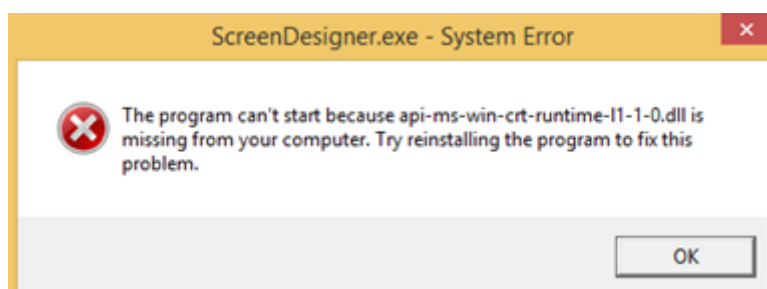 ScreenDesigner.exe - System Error
The program can't start because api-ms-win-crt-runtime-l1-1-0.dll is
missing from your computer. Try reinstalling the program to fix this
problem.
OK